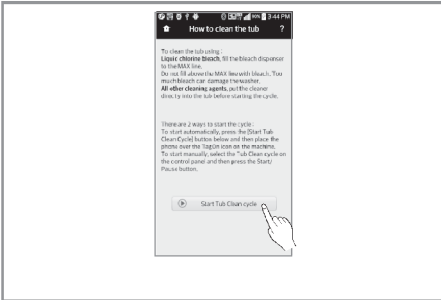 3:44 PM
How to clean the tub ?
To clean the tub using :
Liquic chlorine bleach, fill the bleach dispenser
to the MAX line.
Do not fill above the MAX line with bleach. Too
much bleach can damage the washer.
All other cleaning agents, put the cleaner
directly into the tub before starting the cycle.
There are 2 ways to start the cycle :
To start automatically, press the [Start Tub
Clean Cycle] button below and then place the
phone over the TagOn icon on the machine.
To start manually, select the Tub Clean cycle on
the control panel and then press the Start/
Pause button.
Start Tub Clean cycle